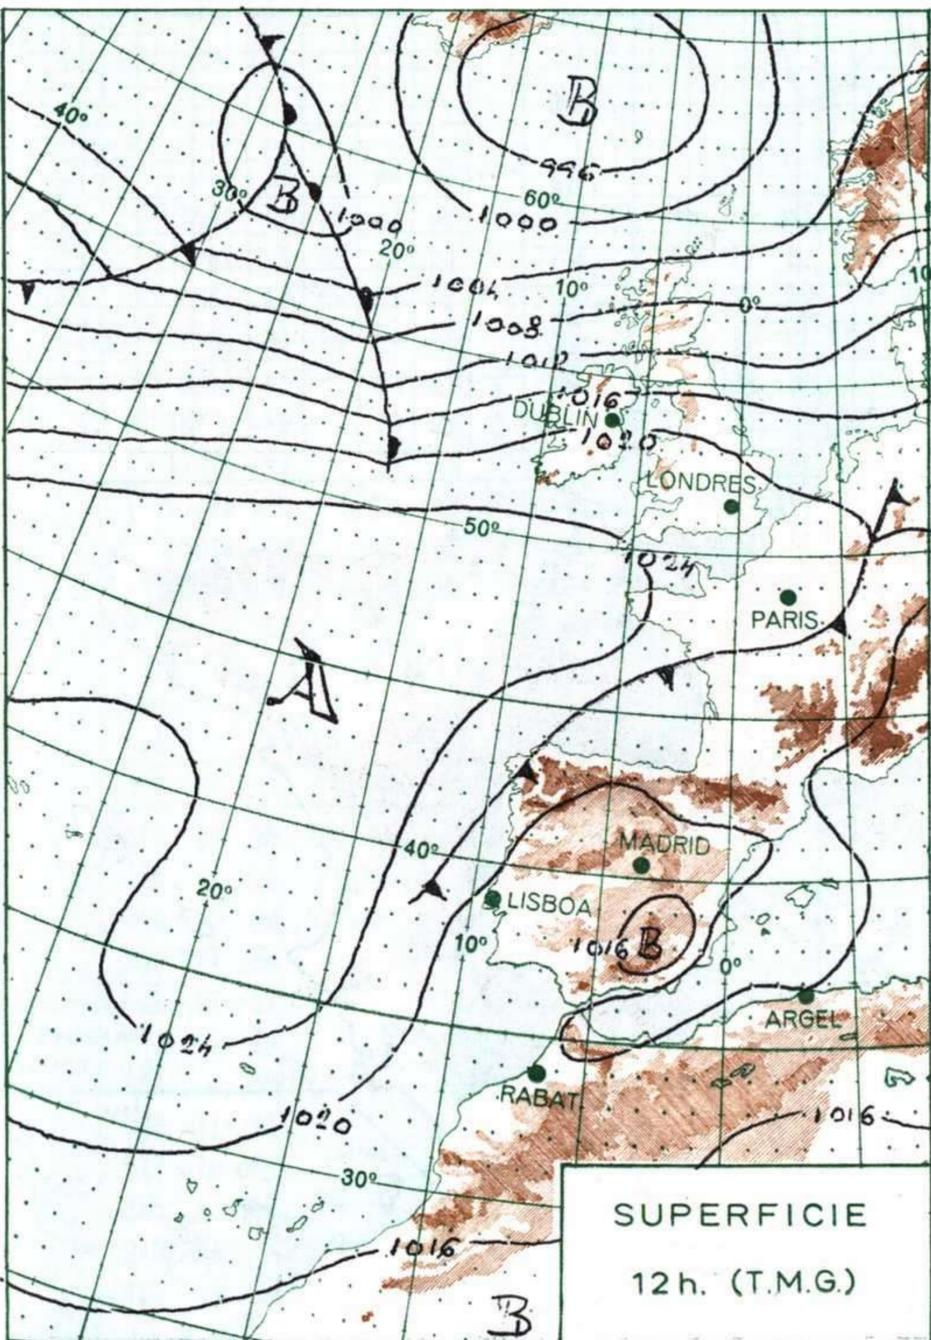 B
40°
996
30°
B
60°
1000
1000
20°
1004
10°
10
0°
1008
1012
1016
DUBLIN
1020
LONDRES
50°
1024
PARIS
A
MADRID
40°
20°
LISBOA
10°
1016
B
0°
ARGEL
1024
RABAT
1020
1016
30°
SUPERFICIE
1016
12h. (T.M.G.)
B